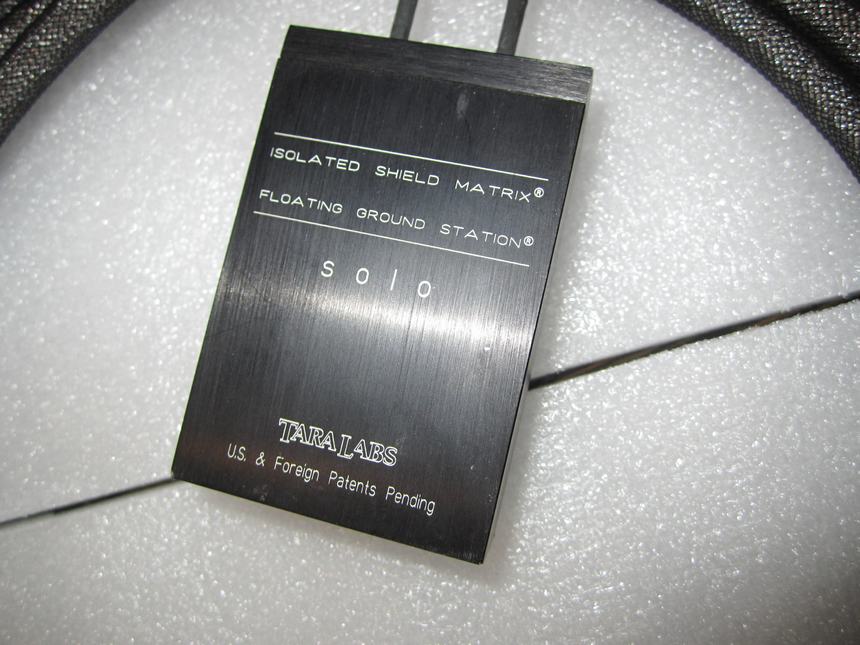 ISOLATED SHIELD MATRIX®
FLOATING GROUND STATION®
solo
TARA LABS
U.S. & Foreign Patents Pending